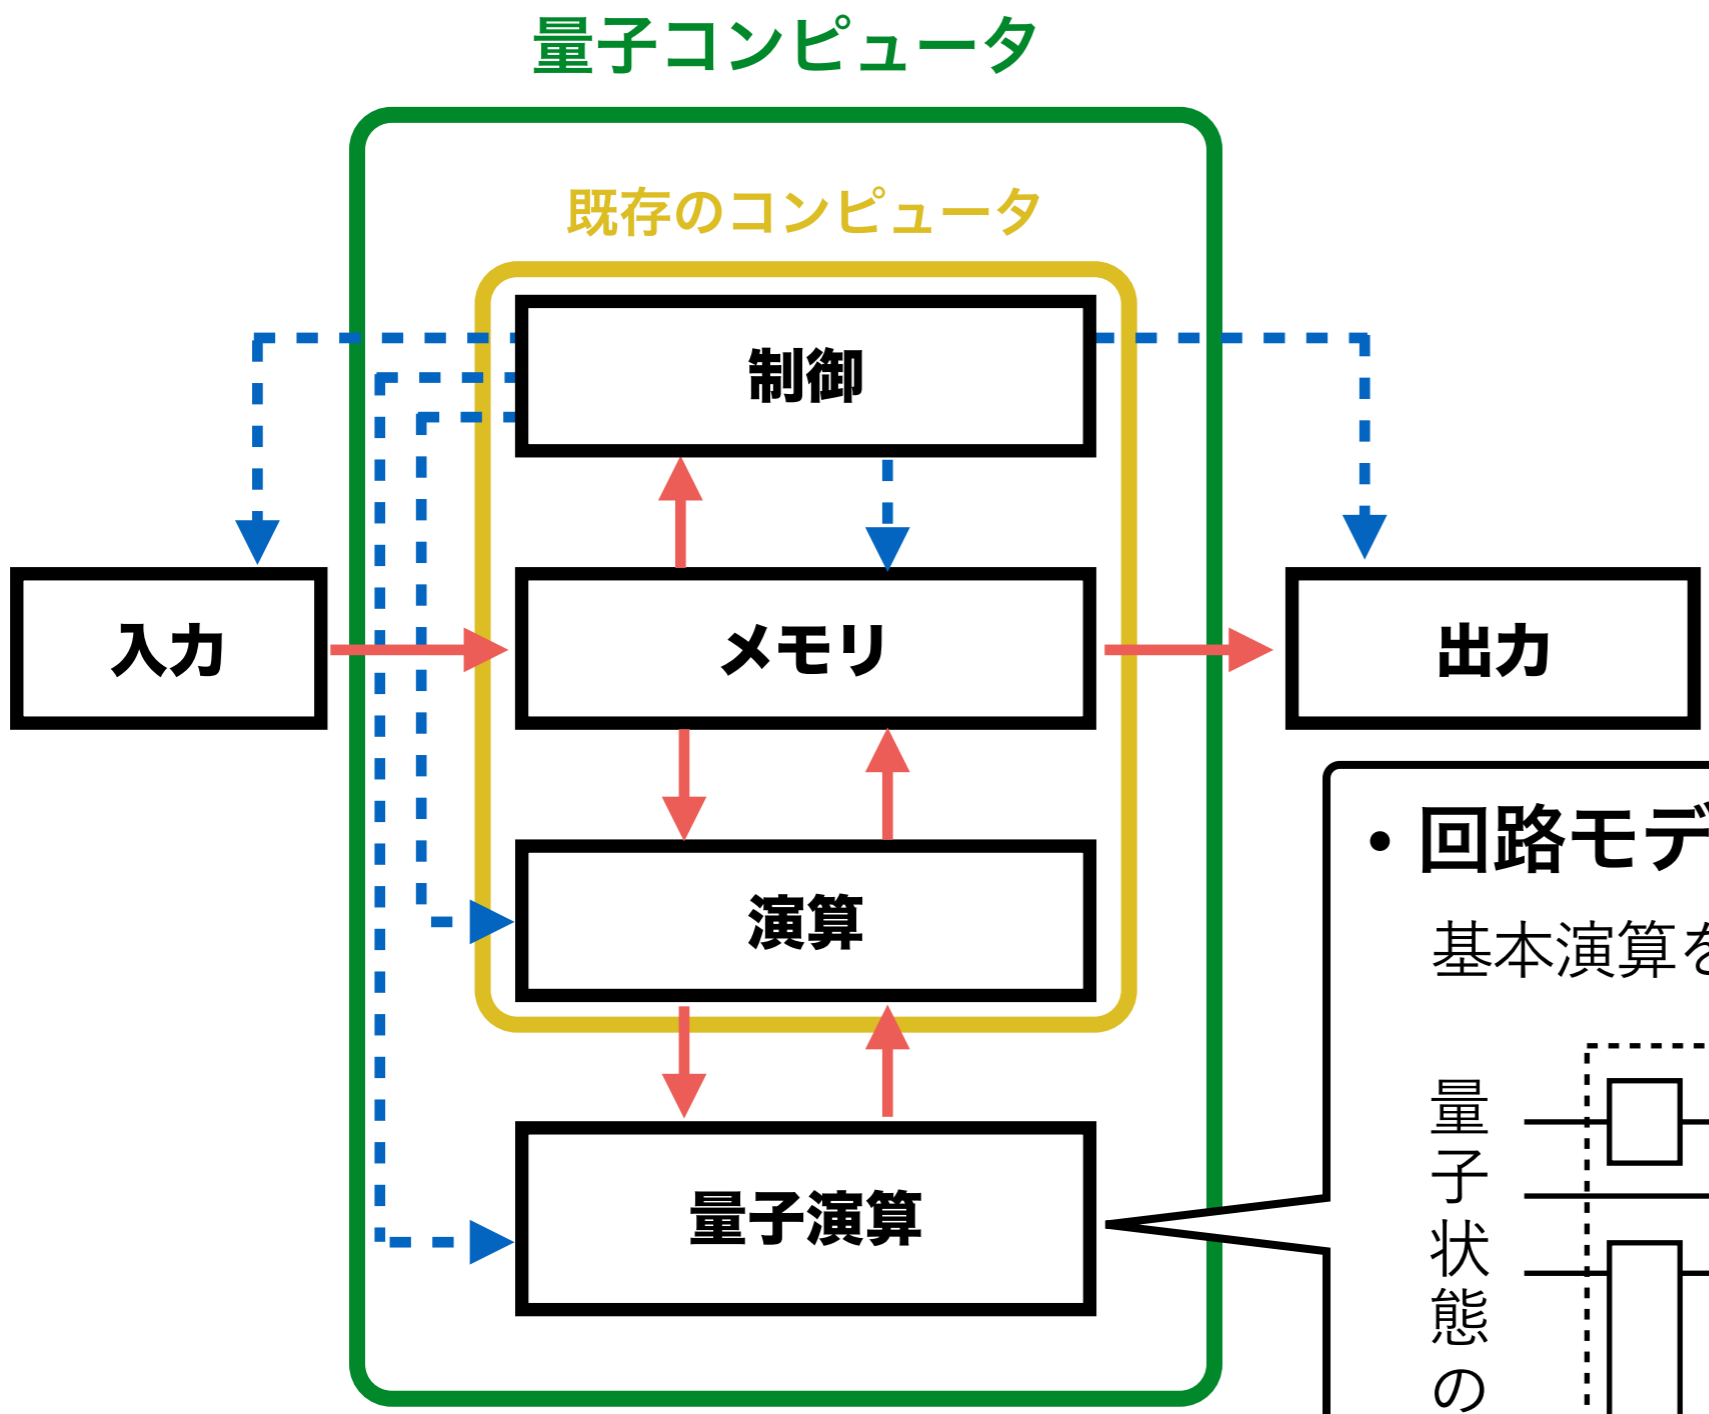 量子コンピュータ
既存のコンピュータ
制御
入力
メモリ
出力
演算
量子演算
・回路モデ
基本演算を
量子状態の